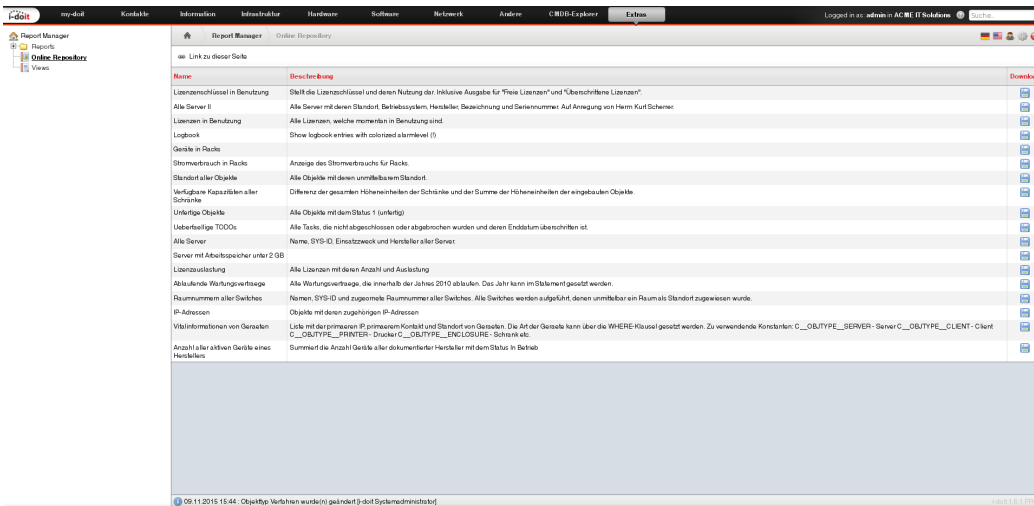 i-doit my-doit Kontakte Information Infrastruktur Hardware Software Netzwerk Andere CMDB-Explorer Extras Logged in as: admin in ACME IT Solutions Suche...
Report Manager
Reports
Online Repository
Views
Report Manager Online Repository
Link zu dieser Seite
Name Beschreibung Downlo
Lizenzenschlüssel in Benutzung Stellt die Lizenzschlüssel und deren Nutzung dar. Inklusive Ausgabe für "Freie Lizenzen" und "Überschrittene Lizenzen".
Alle Server II Alle Server mit deren Standort, Betriebssystem, Hersteller, Bezeichnung und Seriennummer. Auf Anregung von Herrn Kurt Scherrer.
Lizenzen in Benutzung Alle Lizenzen, welche momentan in Benutzung sind.
Logbook Show logbook entries with colorized alarmlevel (!)
Geräte in Racks
Stromverbrauch in Racks Anzeige des Stromverbrauchs für Racks.
Standort aller Objekte Alle Objekte mit deren unmittelbarem Standort.
Verfügbare Kapazitäten aller Differenz der gesamten Höheneinheiten der Schränke und der Summe der Höheneinheiten der eingebauten Objekte.
Schränke
Unfertige Objekte Alle Objekte mit dem Status 1 (unfertig)
Ueberfaellige TODOs Alle Tasks, die nicht abgeschlossen oder abgebrochen wurden und deren Enddatum überschritten ist.
Alle Server Name, SYS-ID, Einsatzzweck und Hersteller aller Server.
Server mit Arbeitsspeicher unter 2 GB
Lizenzauslastung Alle Lizenzen mit deren Anzahl und Auslastung
Ablaufende Wartungsvertraege Alle Wartungsvertraege, die innerhalb der Jahres 2010 ablaufen. Das Jahr kann im Statement gesetzt werden.
Raumnummern aller Switches Namen, SYS-ID und zugeornete Raumnummer aller Switches. Alle Switches werden aufgeführt, denen unmittelbar ein Raum als Standort zugewiesen wurde.
IP-Adressen Objekte mit deren zugehörigen IP-Adressen
Vitalinformationen von Geraeten Liste mit der primaeren IP, primaerem Kontakt und Standort von Geraeten. Die Art der Geraete kann über die WHERE-Klausel gesetzt werden. Zu verwendende Konstanten: C__OBJTYPE__SERVER - Server C__OBJTYPE__CLIENT - Client
C__OBJTYPE__PRINTER - Drucker C__OBJTYPE__ENCLOSURE - Schrank etc.
Anzahl aller aktiven Geräte eines Summiert die Anzahl Geräte aller dokumentierter Hersteller mit dem Status In Betrieb
Herstellers
09.11.2015 15:44 : Objekttyp Verfahren wurde(n) geändert [i-doit Systemadministrator] i-doit 1.6.1 PR